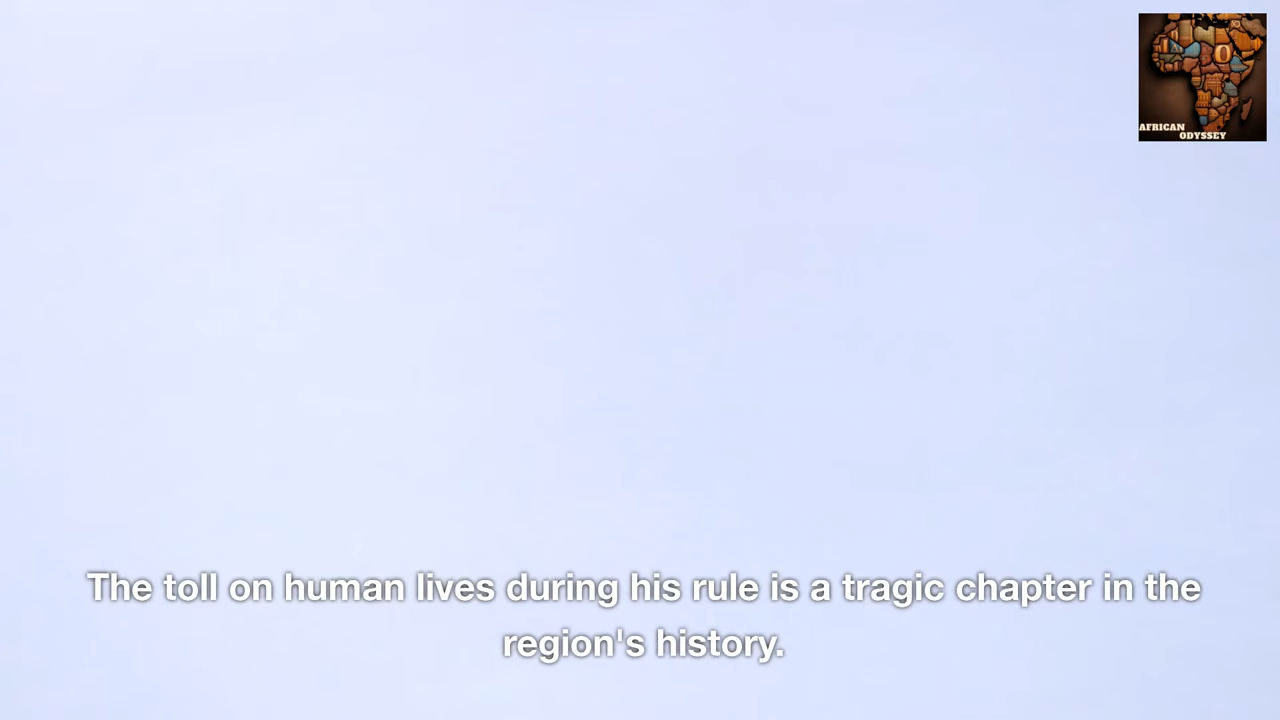 AFRICAN
ODYSSEY
The toll on human lives during his rule is a tragic chapter in the
region's history.